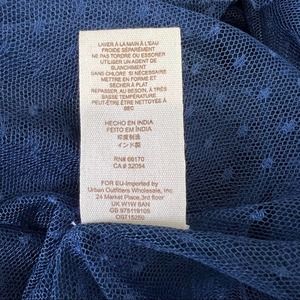 LAVER À LA MAIN À L'EAU
FROIDE SÉPARÉMENT
NE PAS TORDRE OU ESSORER
UTILISER UN AGENT DE
BLANCHIMENT
SANS CHLORE SI NÉCESSAIRE
METTRE EN FORME ET
SÉCHER À PLAT
REPASSER, AU BESOIN, À TRÈS
BASSE TEMPÉRATURE
PEUT-ÊTRE ÊTRE NETTOYÉE À
SEC
HECHO EN INDIA
FEITO EM ÍNDIA
印度制造
インド製
RN# 66170
CA # 32054
FOR EU-Imported by
Urban Outfitters Wholesale, Inc.
24 Market Place,3rd floor
UK W1W 8AN
GB 975119105
OST15250